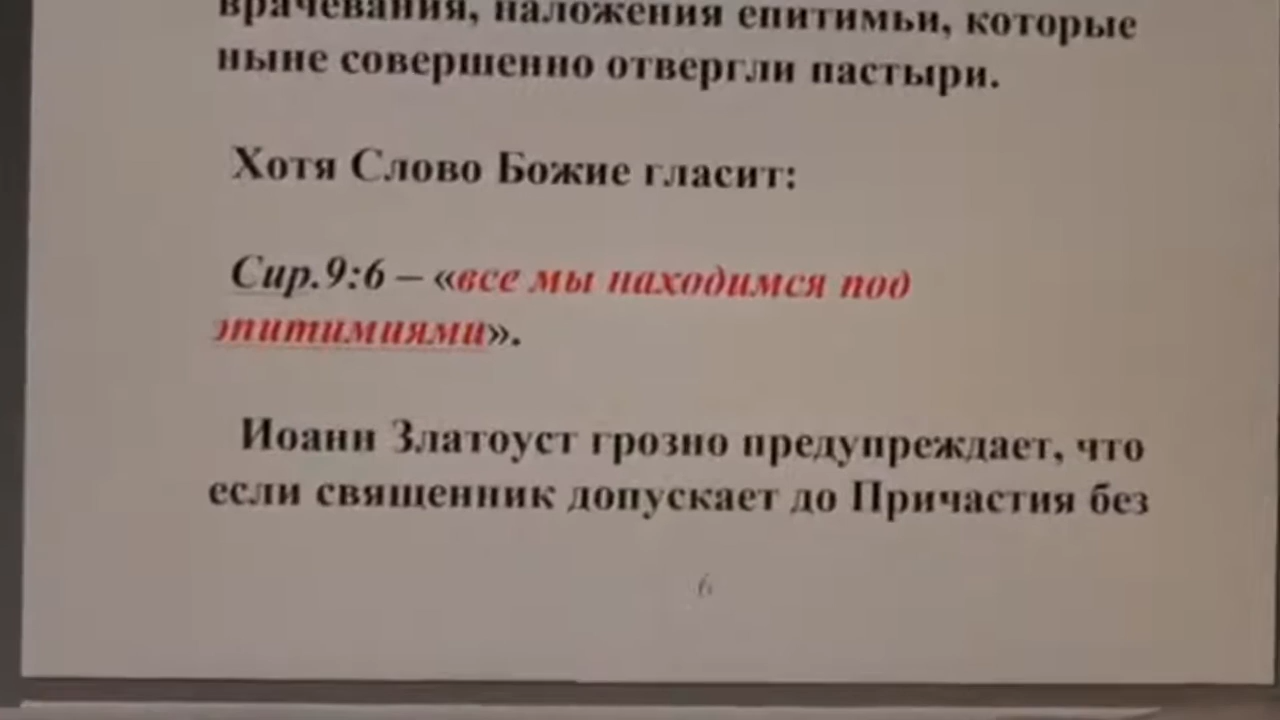 врачевания, наложения епитимьи, которые
ныне совершенно отвергли пастыри.
Хотя Слово Божие гласит:
Сир.9:6 – «все мы находимся под
эпитимиями».
Иоанн Златоуст грозно предупреждает, что
если священник допускает до Причастия без
6